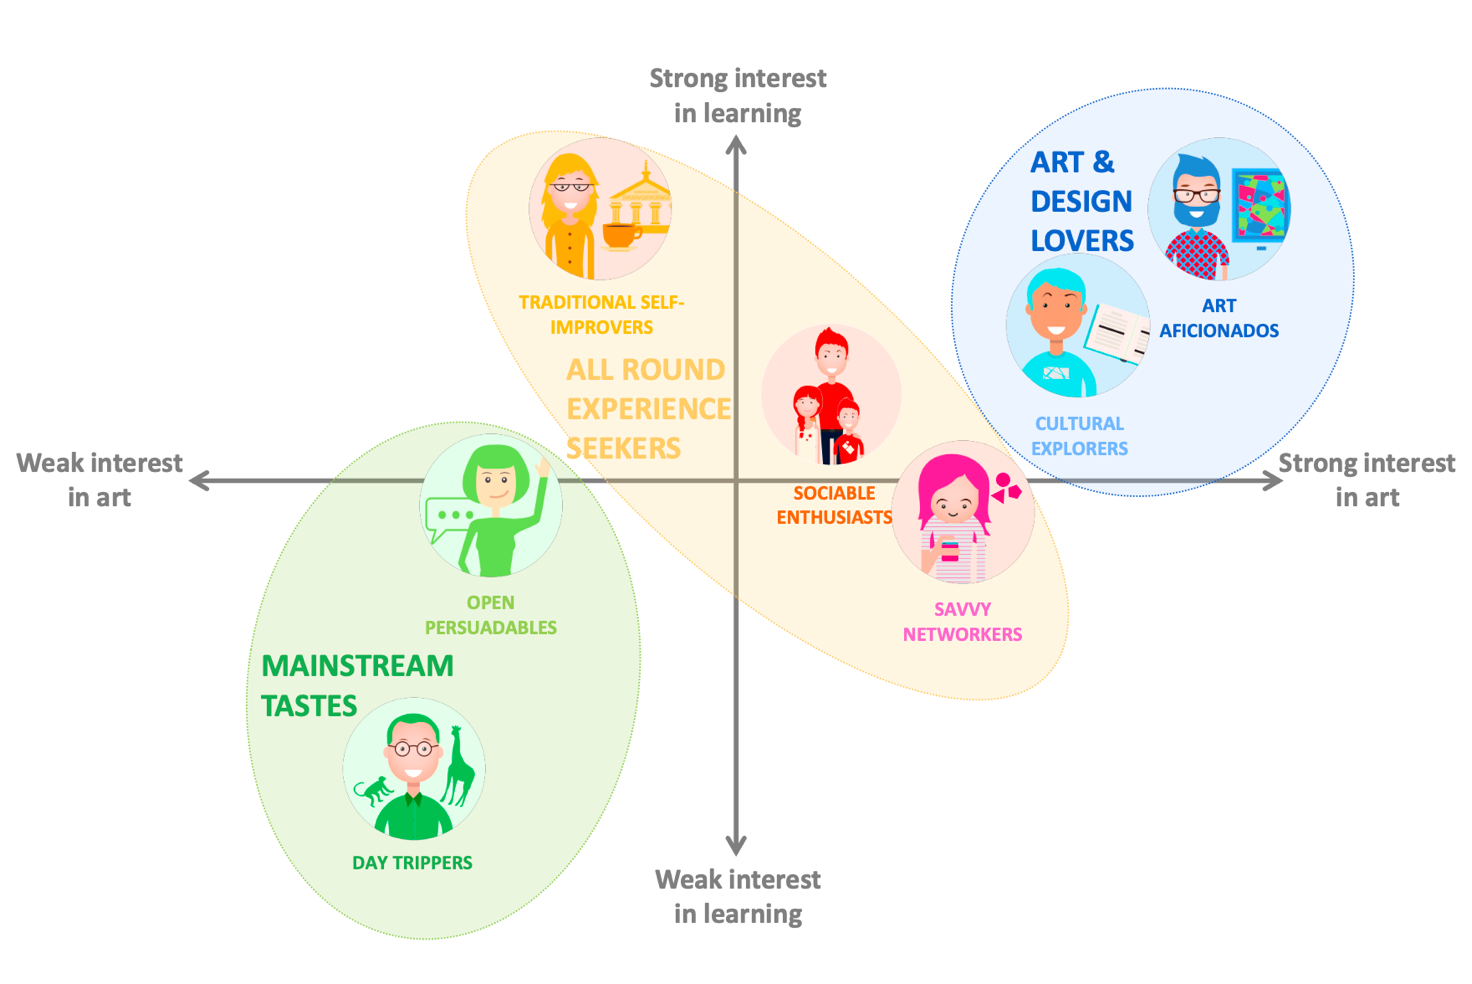 Strong interest
in learning
ART &
DESIGN
LOVERS
TRADITIONAL SELF-
IMPROVERS
ART
AFICIONADOS
ALL ROUND
EXPERIENCE
SEEKERS
CULTURAL
EXPLORERS
Weak interest
in art
Strong interest
in art
SOCIABLE
ENTHUSIASTS
OPEN
PERSUADABLES
SAVVY
NETWORKERS
MAINSTREAM
TASTES
DAY TRIPPERS
Weak interest
in learning